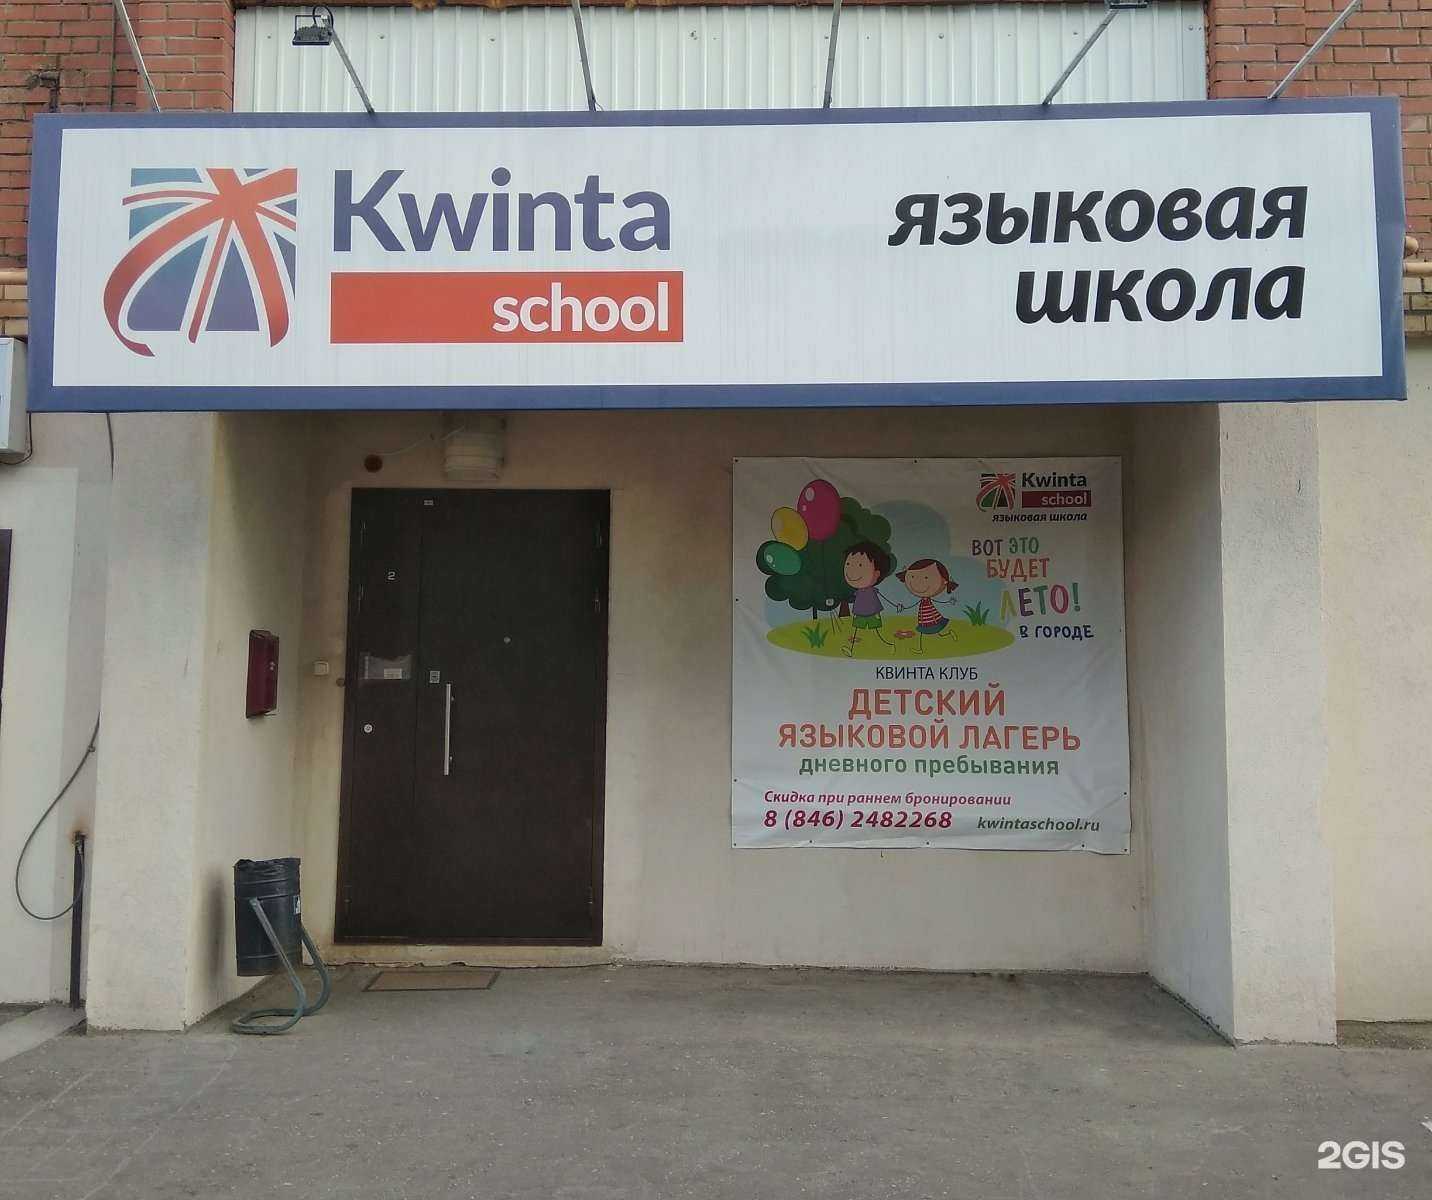 Kwinta
school
языковая
школа
2
Kwinta
school
языковая школа
ВОТ ЭТО
БУДЕТ
ЛЕТО!
В ГОРОДЕ
КВИНТА КЛУБ
ДЕТСКИЙ
ЯЗЫКОВОЙ ЛАГЕРЬ
дневного пребывания
Скидка при раннем бронировании
8 (846) 2482268 kwintaschool.ru
2GIS